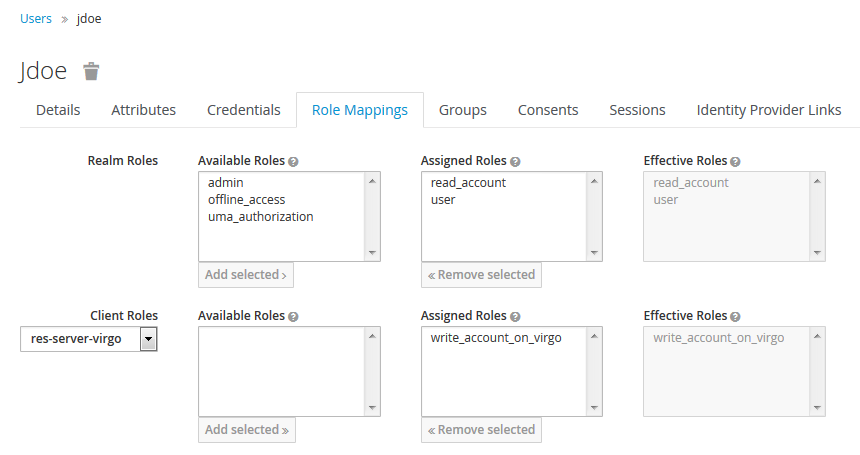 Users » jdoe
Jdoe
Details Attributes Credentials Role Mappings Groups Consents Sessions Identity Provider Links
Realm Roles Available Roles ? Assigned Roles ? Effective Roles ?
admin read_account read_account
offline_access user user
uma_authorization
Add selected › « Remove selected
Client Roles Available Roles ? Assigned Roles ? Effective Roles ?
res-server-virgo write_account_on_virgo write_account_on_virgo
Add selected » « Remove selected